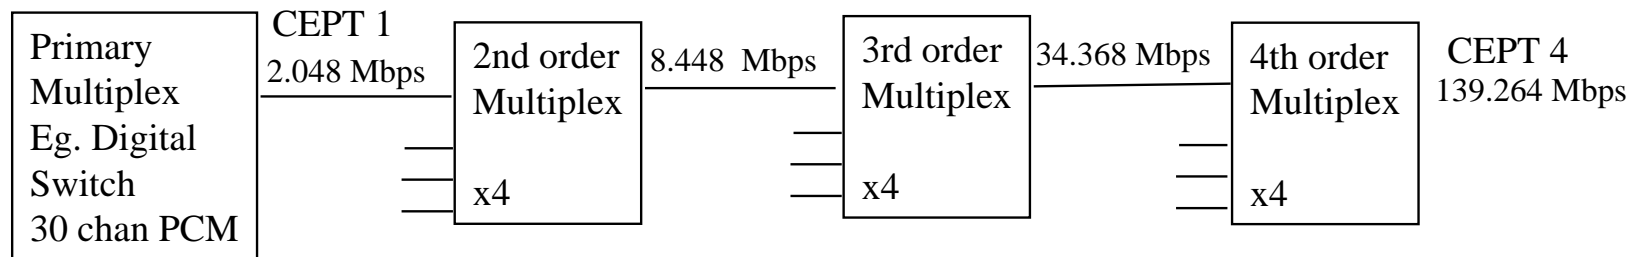 Primary
Multiplex
Eg. Digital
Switch
30 chan PCM
CEPT 1
2.048 Mbps
2nd order
Multiplex
x4
8.448 Mbps
3rd order
Multiplex
x4
34.368 Mbps
4th order
Multiplex
x4
CEPT 4
139.264 Mbps